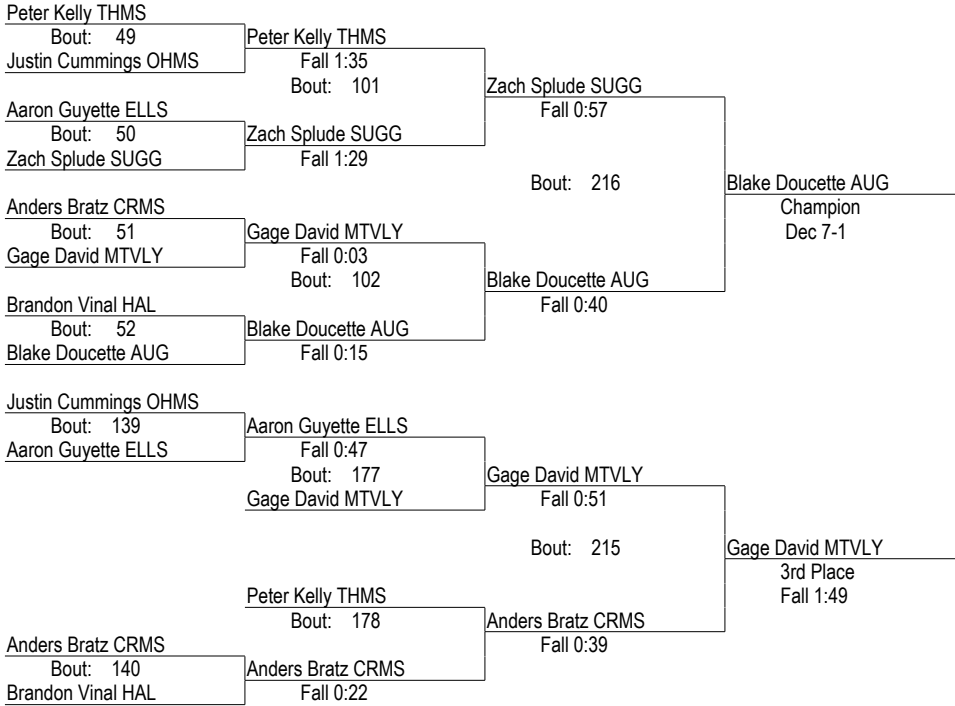 Peter Kelly THMS
Bout: 49
Peter Kelly THMS
Justin Cummings OHMS
Fall 1:35
Bout: 101
Zach Splude SUGG
Aaron Guyette ELLS
Fall 0:57
Bout: 50
Zach Splude SUGG
Zach Splude SUGG
Fall 1:29
Bout: 216
Blake Doucette AUG
Anders Bratz CRMS
Champion
Bout: 51
Gage David MTVLY
Dec 7-1
Gage David MTVLY
Fall 0:03
Bout: 102
Blake Doucette AUG
Brandon Vinal HAL
Fall 0:40
Bout: 52
Blake Doucette AUG
Blake Doucette AUG
Fall 0:15
Justin Cummings OHMS
Bout: 139
Aaron Guyette ELLS
Aaron Guyette ELLS
Fall 0:47
Bout: 177
Gage David MTVLY
Gage David MTVLY
Fall 0:51
Bout: 215
Gage David MTVLY
3rd Place
Peter Kelly THMS
Fall 1:49
Bout: 178
Anders Bratz CRMS
Anders Bratz CRMS
Fall 0:39
Bout: 140
Anders Bratz CRMS
Brandon Vinal HAL
Fall 0:22